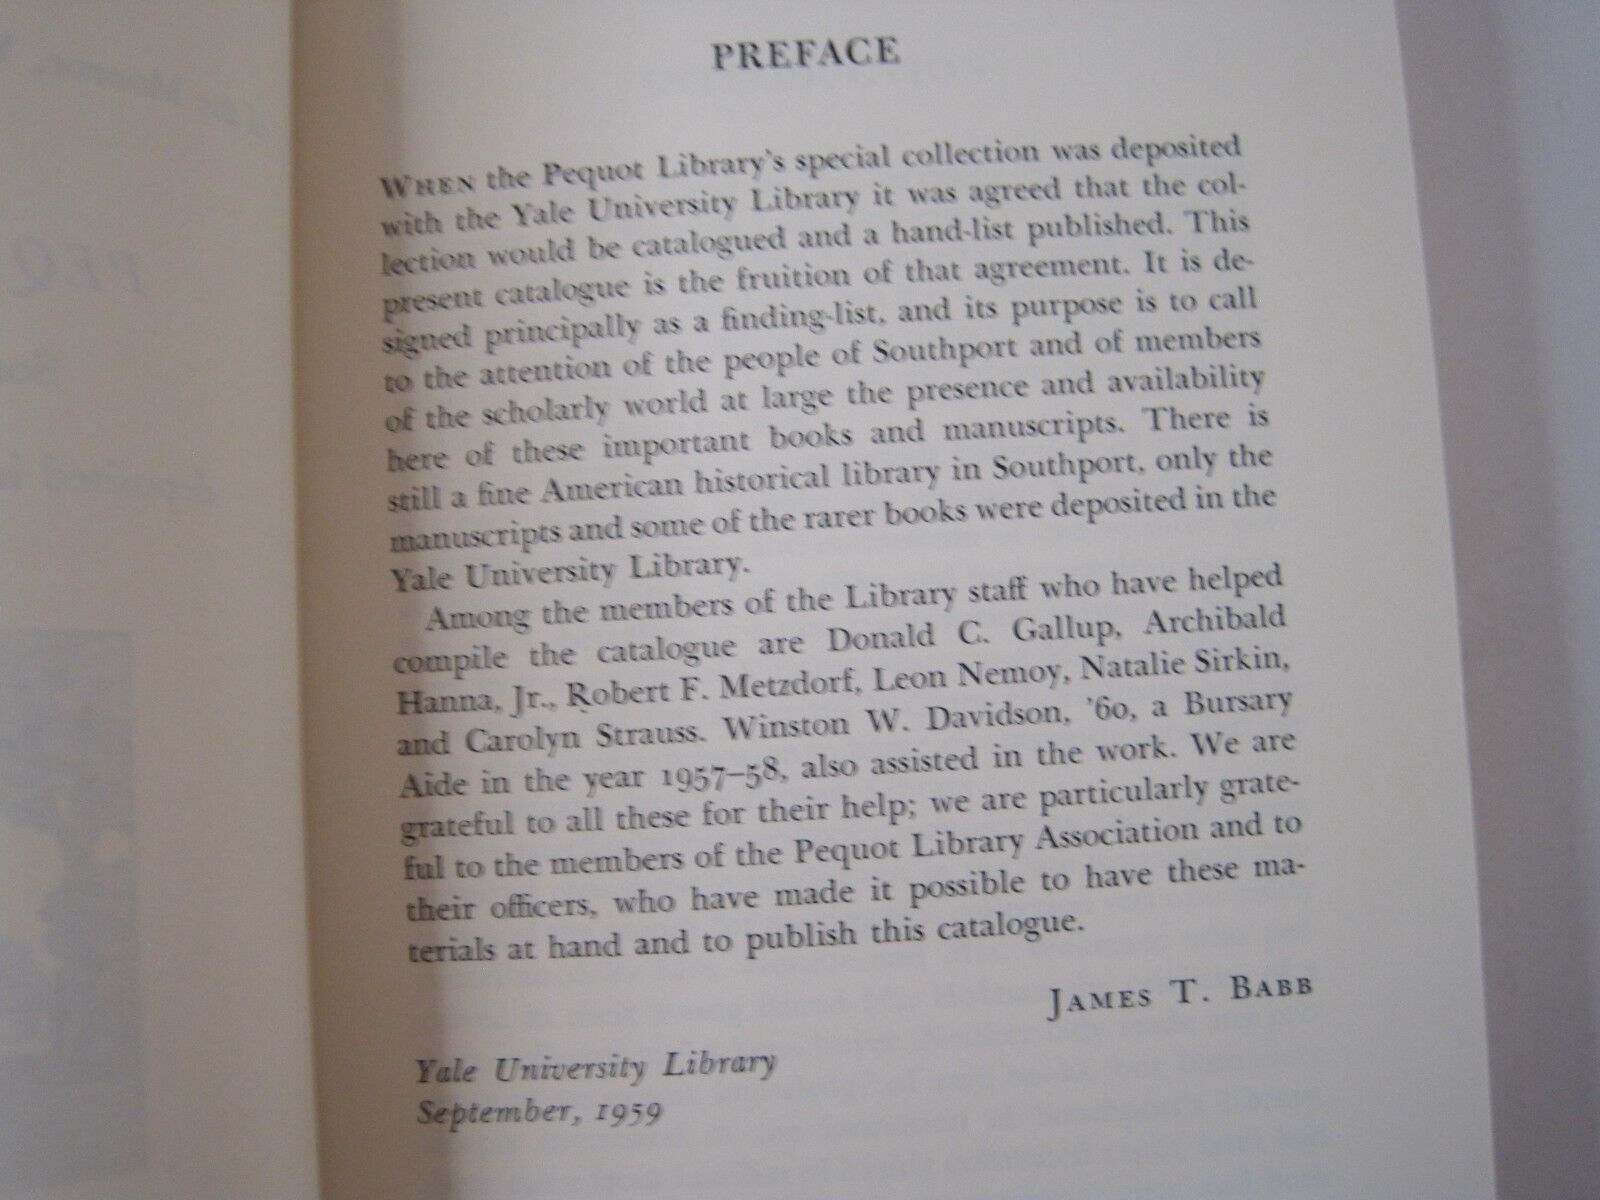 PREFACE
WHEN the Pequot Library's special collection was deposited
with the Yale University Library it was agreed that the col-
lection would be catalogued and a hand-list published. This
present catalogue is the fruition of that agreement. It is de-
signed principally as a finding-list, and its purpose is to call
to the attention of the people of Southport and of members
of the scholarly world at large the presence and availability
here of these important books and manuscripts. There is
still a fine American historical library in Southport, only the
manuscripts and some of the rarer books were deposited in the
Yale University Library.
Among the members of the Library staff who have helped
compile the catalogue are Donald C. Gallup, Archibald
Hanna, Jr., Robert F. Metzdorf, Leon Nemoy, Natalie Sirkin,
and Carolyn Strauss. Winston W. Davidson, '60, a Bursary
Aide in the year 1957–58, also assisted in the work. We are
grateful to all these for their help; we are particularly grate-
ful to the members of the Pequot Library Association and to
their officers, who have made it possible to have these ma-
terials at hand and to publish this catalogue.
JAMES T. BABB
Yale University Library
September, 1959